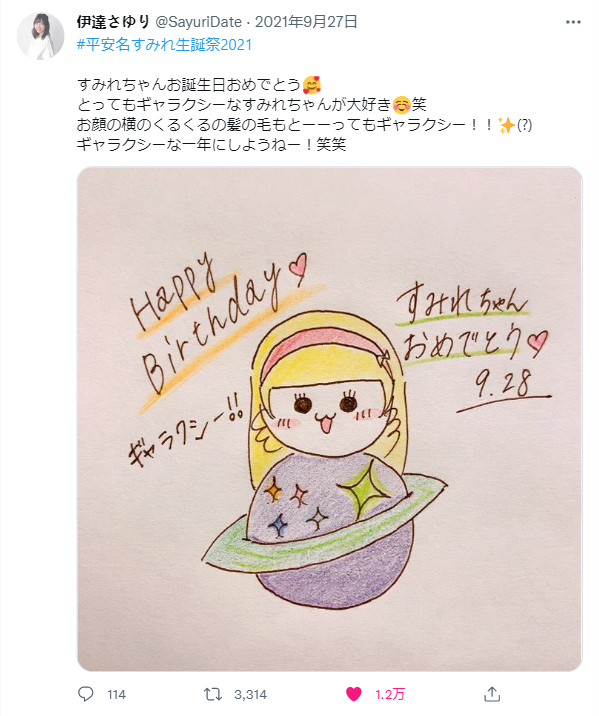 伊達さゆり @SayuriDate · 2021年9月27日
#平安名すみれ生誕祭2021
すみれちゃんお誕生日おめでとう🥰
とってもギャラクシーなすみれちゃんが大好き☺️笑
お顔の横のくるくるの髪の毛もとーーってもギャラクシー！！✨(?)
ギャラクシーな一年にしようねー！笑笑
Happy
Birthday♡
すみれちゃん
おめでとう♡
9.28
ギャラクシー!!
114
3,314
1.2万